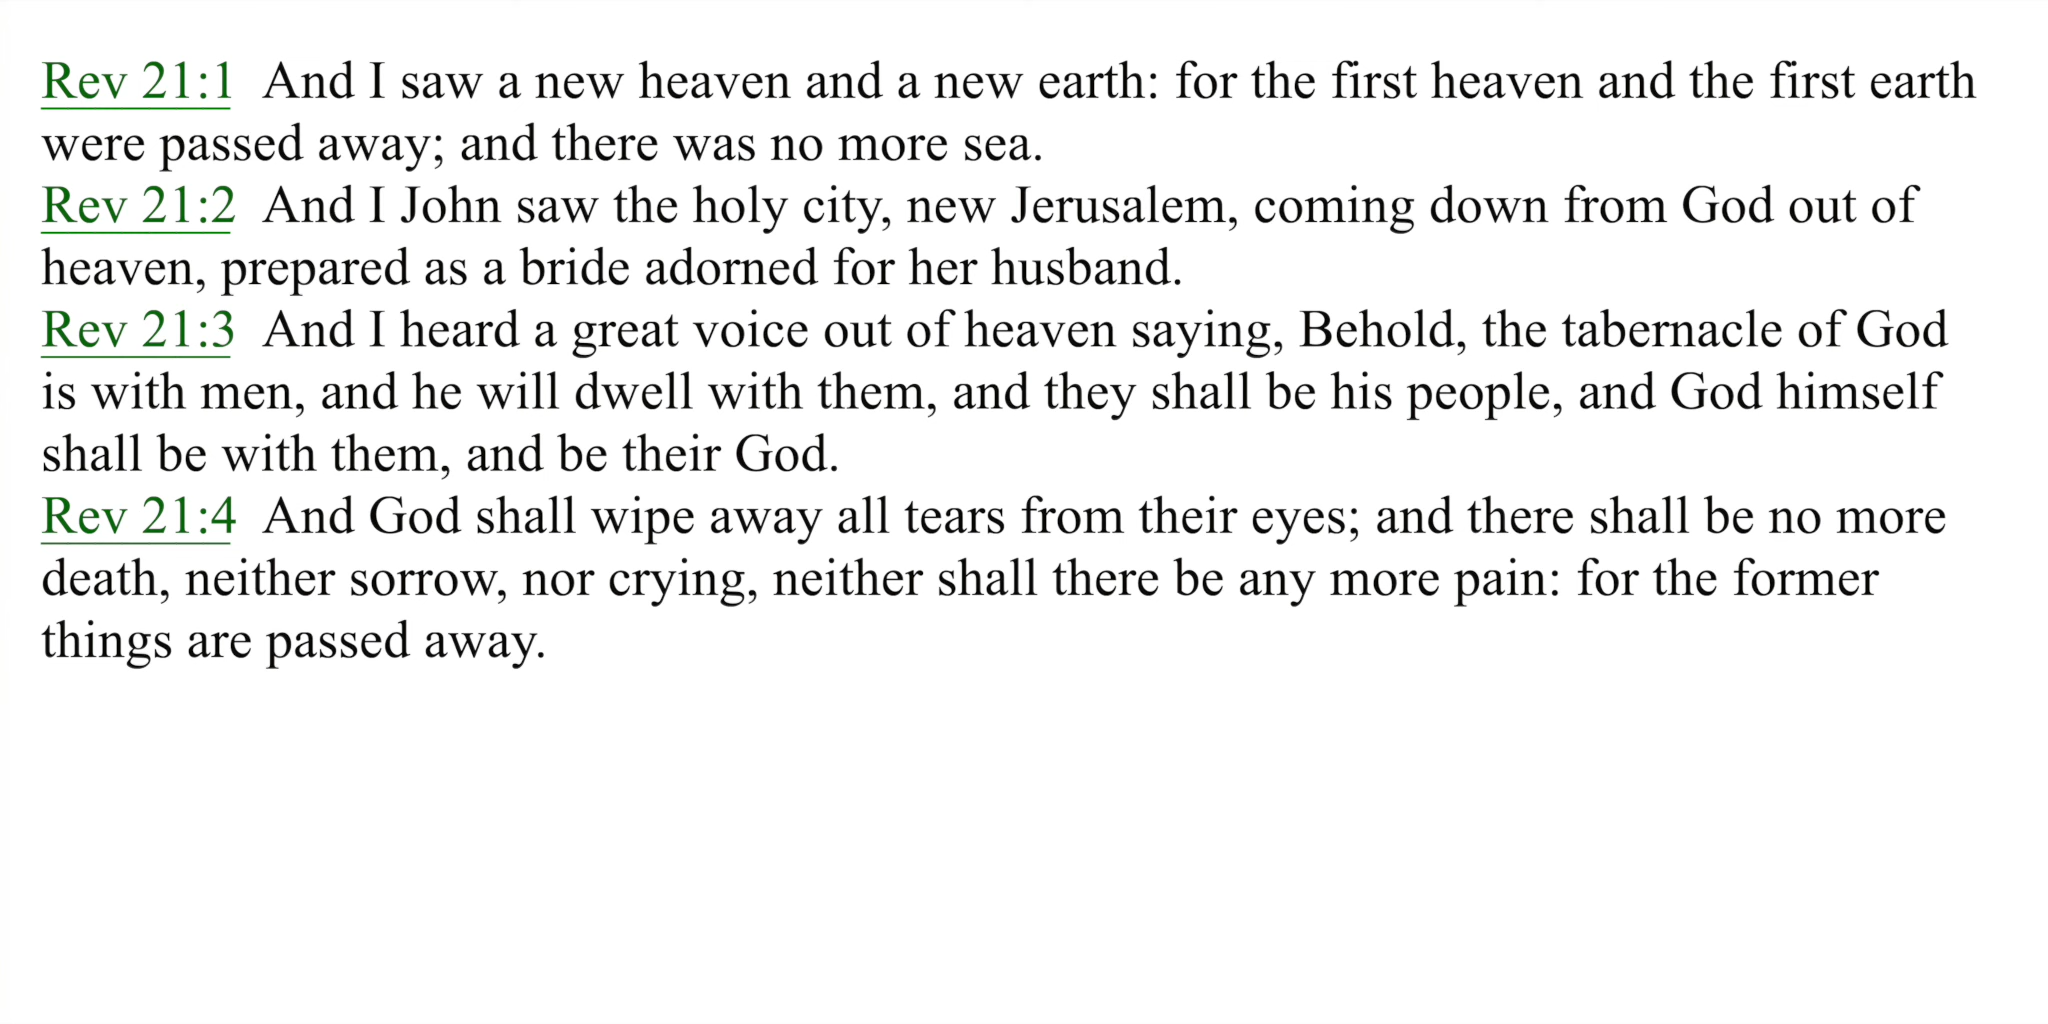 Rev 21:1  And I saw a new heaven and a new earth: for the first heaven and the first earth
were passed away; and there was no more sea.
Rev 21:2  And I John saw the holy city, new Jerusalem, coming down from God out of
heaven, prepared as a bride adorned for her husband.
Rev 21:3  And I heard a great voice out of heaven saying, Behold, the tabernacle of God
is with men, and he will dwell with them, and they shall be his people, and God himself
shall be with them, and be their God.
Rev 21:4  And God shall wipe away all tears from their eyes; and there shall be no more
death, neither sorrow, nor crying, neither shall there be any more pain: for the former
things are passed away.